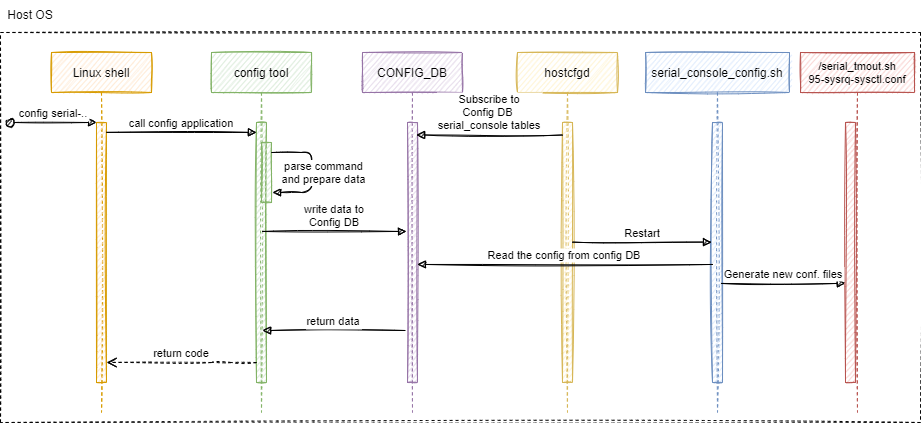 Host OS
Linux shell
config tool
CONFIG_DB
hostcfgd
serial_console_config.sh
/serial_tmout.sh
95-sysrq-sysctl.conf
Subscribe to
Config DB
serial_console tables
config serial-..
call config application
parse command
and prepare data
write data to
Config DB
Restart
Read the config from config DB
Generate new conf. files
return data
return code